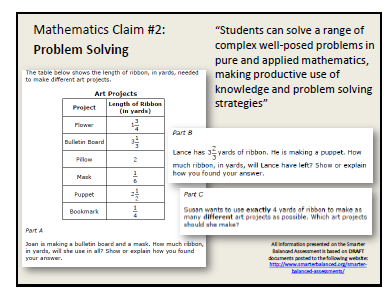 Mathematics Claim #2:
Problem Solving
"Students can solve a range of
complex well-posed problems in
pure and applied mathematics,
making productive use of
knowledge and problem solving
strategies"
The table below shows the length of ribbon, in yards, needed
to make different art projects.
Art Projects
Project Length of Ribbon (in yards)
Flower 1 3/4
Bulletin Board 3 1/3
Pillow 2
Mask 1/6
Puppet 2 1/2
Bookmark 1/4
Part A
Joan is making a bulletin board and a mask. How much ribbon,
in yards, will she use in all? Show or explain how you found
your answer.
Part B
Lance has 3 2/3 yards of ribbon. He is making a puppet. How
much ribbon, in yards, will Lance have left? Show or explain
how you found your answer.
Part C
Susan wants to use exactly 4 yards of ribbon to make as
many different art projects as possible. Which art projects
should she make?
All information presented on the Smarter
Balanced Assessment is based on DRAFT
documents posted to the following website:
http://www.smarterbalanced.org/smarter-
balanced-assessments/